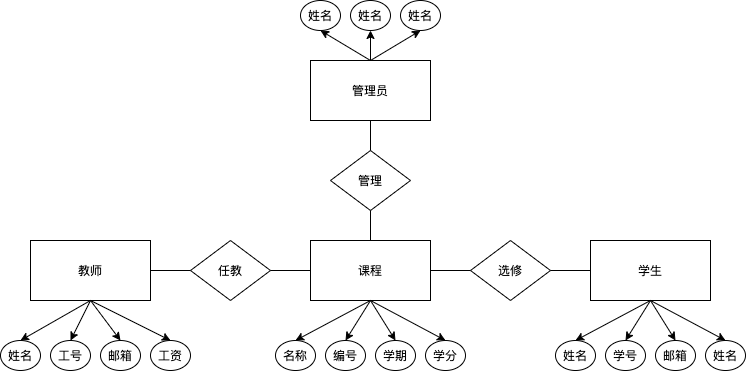 姓名 姓名 姓名
管理员
管理
教师 任教 课程 选修 学生
姓名 工号 邮箱 工资 名称 编号 学期 学分 姓名 学号 邮箱 姓名